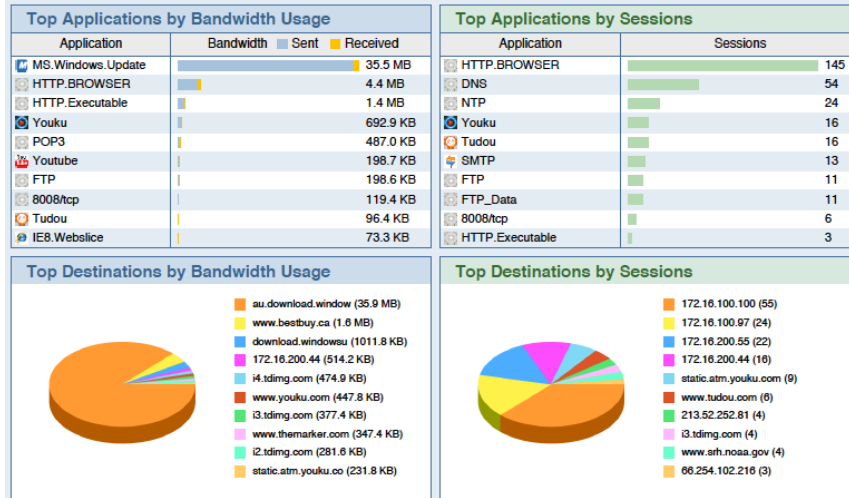 Top Applications by Bandwidth Usage
Application Bandwidth Sent Received
MS.Windows.Update 35.5 MB
HTTP.BROWSER 4.4 MB
HTTP.Executable 1.4 MB
Youku 692.9 KB
POP3 487.0 KB
Youtube 198.7 KB
FTP 198.6 KB
8008/tcp 119.4 KB
Tudou 96.4 KB
IE8.Webslice 73.3 KB
Top Applications by Sessions
Application Sessions
HTTP.BROWSER 145
DNS 54
NTP 24
Youku 16
Tudou 16
SMTP 13
FTP 11
FTP_Data 11
8008/tcp 6
HTTP.Executable 3
Top Destinations by Bandwidth Usage
au.download.window (35.9 MB)
www.bestbuy.ca (1.6 MB)
download.windowsu (1011.8 KB)
172.16.200.44 (514.2 KB)
i4.tdimg.com (474.9 KB)
www.youku.com (447.8 KB)
i3.tdimg.com (377.4 KB)
www.themarker.com (347.4 KB)
i2.tdimg.com (281.6 KB)
static.atm.youku.co (231.8 KB)
Top Destinations by Sessions
172.16.100.100 (55)
172.16.100.97 (24)
172.16.200.55 (22)
172.16.200.44 (16)
static.atm.youku.com (9)
www.tudou.com (6)
213.52.252.81 (4)
i3.tdimg.com (4)
www.srh.noaa.gov (4)
66.254.102.216 (3)